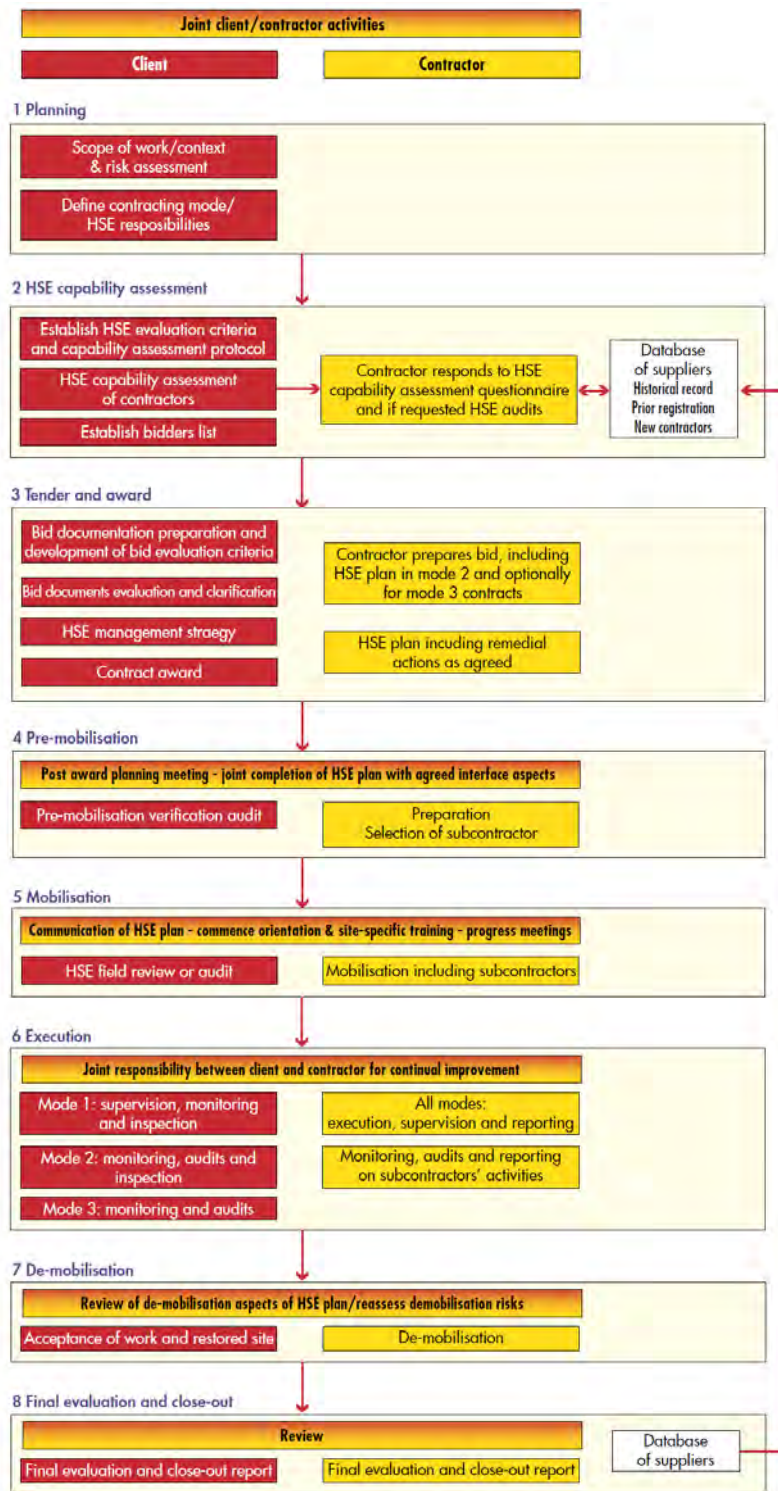 Joint client/contractor activities
Client
Contractor
1 Planning
Scope of work/context
& risk assessment
Define contracting mode/
HSE resposibilities
2 HSE capability assessment
Establish HSE evaluation criteria
and capability assessment protocol
HSE capability assessment
of contractors
Establish bidders list
Contractor responds to HSE
capability assessment questionnaire
and if requested HSE audits
Database
of suppliers
Historical record
Prior registration
New contractors
3 Tender and award
Bid documentation preparation and
development of bid evaluation criteria
Bid documents evaluation and clarification
HSE management straegy
Contract award
Contractor prepares bid, including
HSE plan in mode 2 and optionally
for mode 3 contracts
HSE plan incuding remedial
actions as agreed
4 Pre-mobilisation
Post award planning meeting - joint completion of HSE plan with agreed interface aspects
Pre-mobilisation verification audit
Preparation
Selection of subcontractor
5 Mobilisation
Communication of HSE plan - commence orientation & site-specific training - progress meetings
HSE field review or audit
Mobilisation including subcontractors
6 Execution
Joint responsibility between client and contractor for continual improvement
Mode 1: supervision, monitoring
and inspection
Mode 2: monitoring, audits and
inspection
Mode 3: monitoring and audits
All modes:
execution, supervision and reporting
Monitoring, audits and reporting
on subcontractors' activities
7 De-mobilisation
Review of de-mobilisation aspects of HSE plan/reassess demobilisation risks
Acceptance of work and restored site
De-mobilisation
8 Final evaluation and close-out
Review
Final evaluation and close-out report
Final evaluation and close-out report
Database
of suppliers